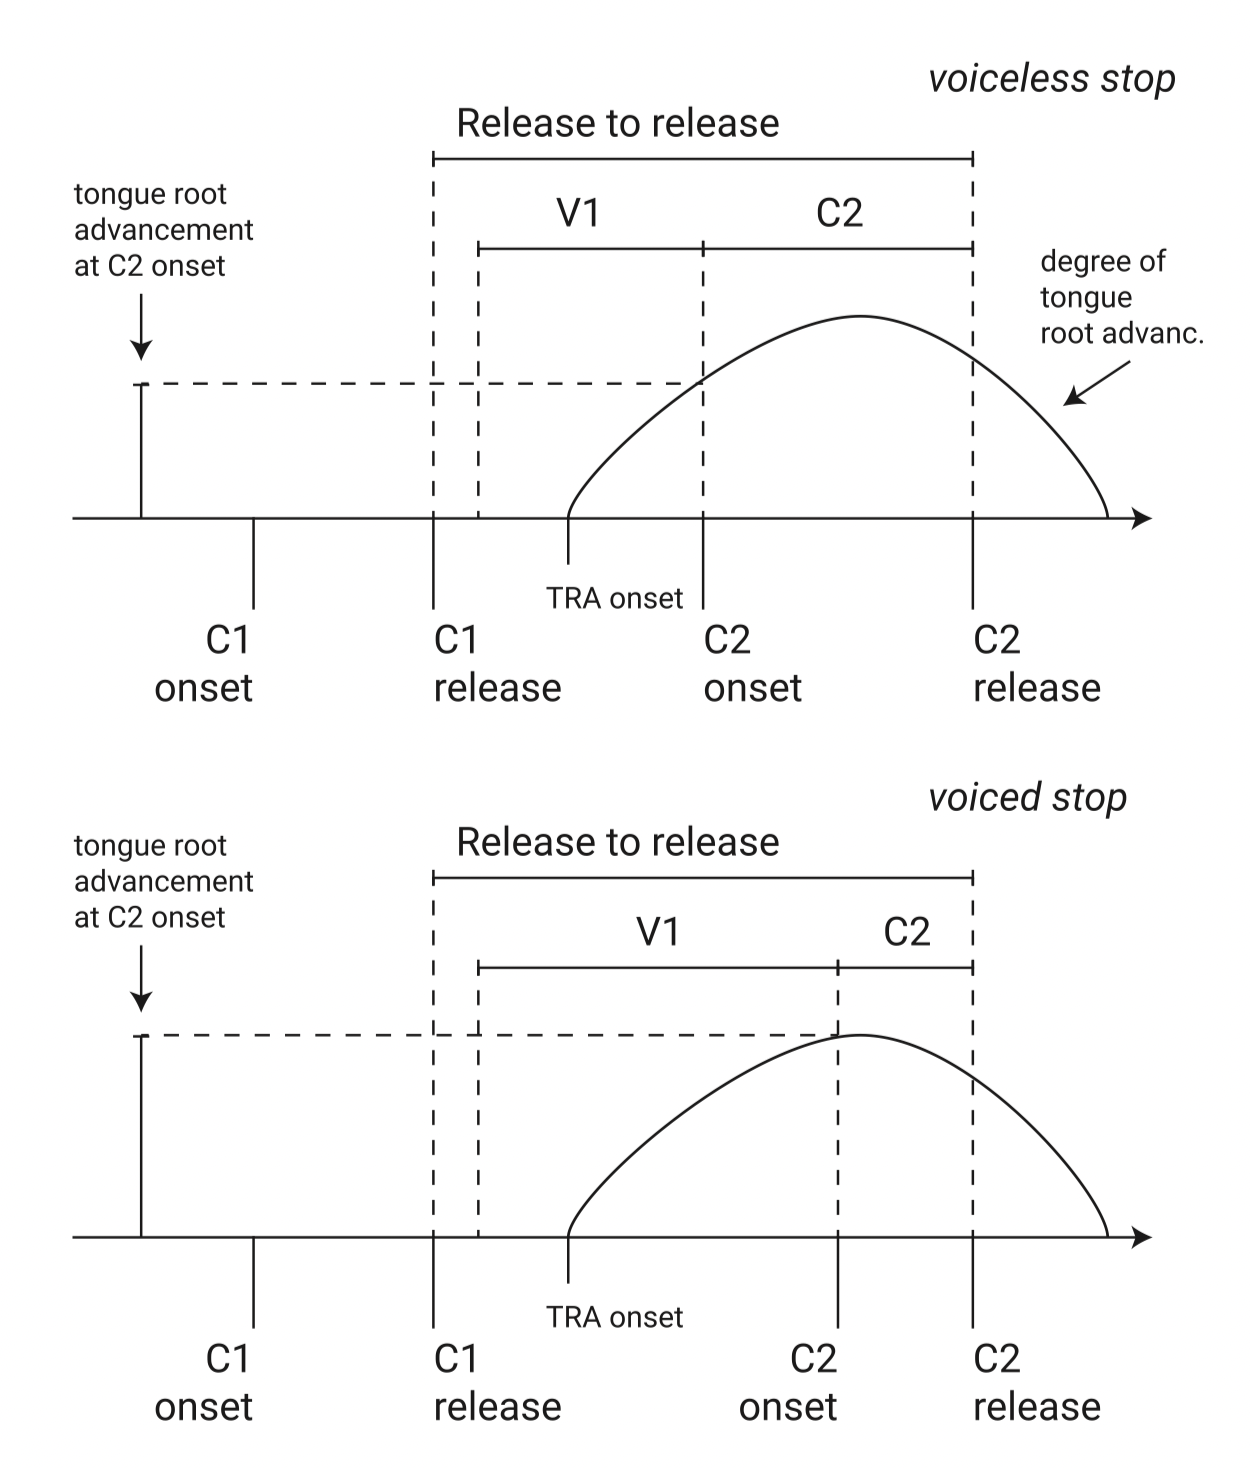 voiceless stop
Release to release
tongue root
advancement
at C2 onset
V1
C2
degree of
tongue
root advanc.
TRA onset
C1
onset
C1
release
C2
onset
C2
release
voiced stop
Release to release
tongue root
advancement
at C2 onset
V1
C2
TRA onset
C1
onset
C1
release
C2
onset
C2
release